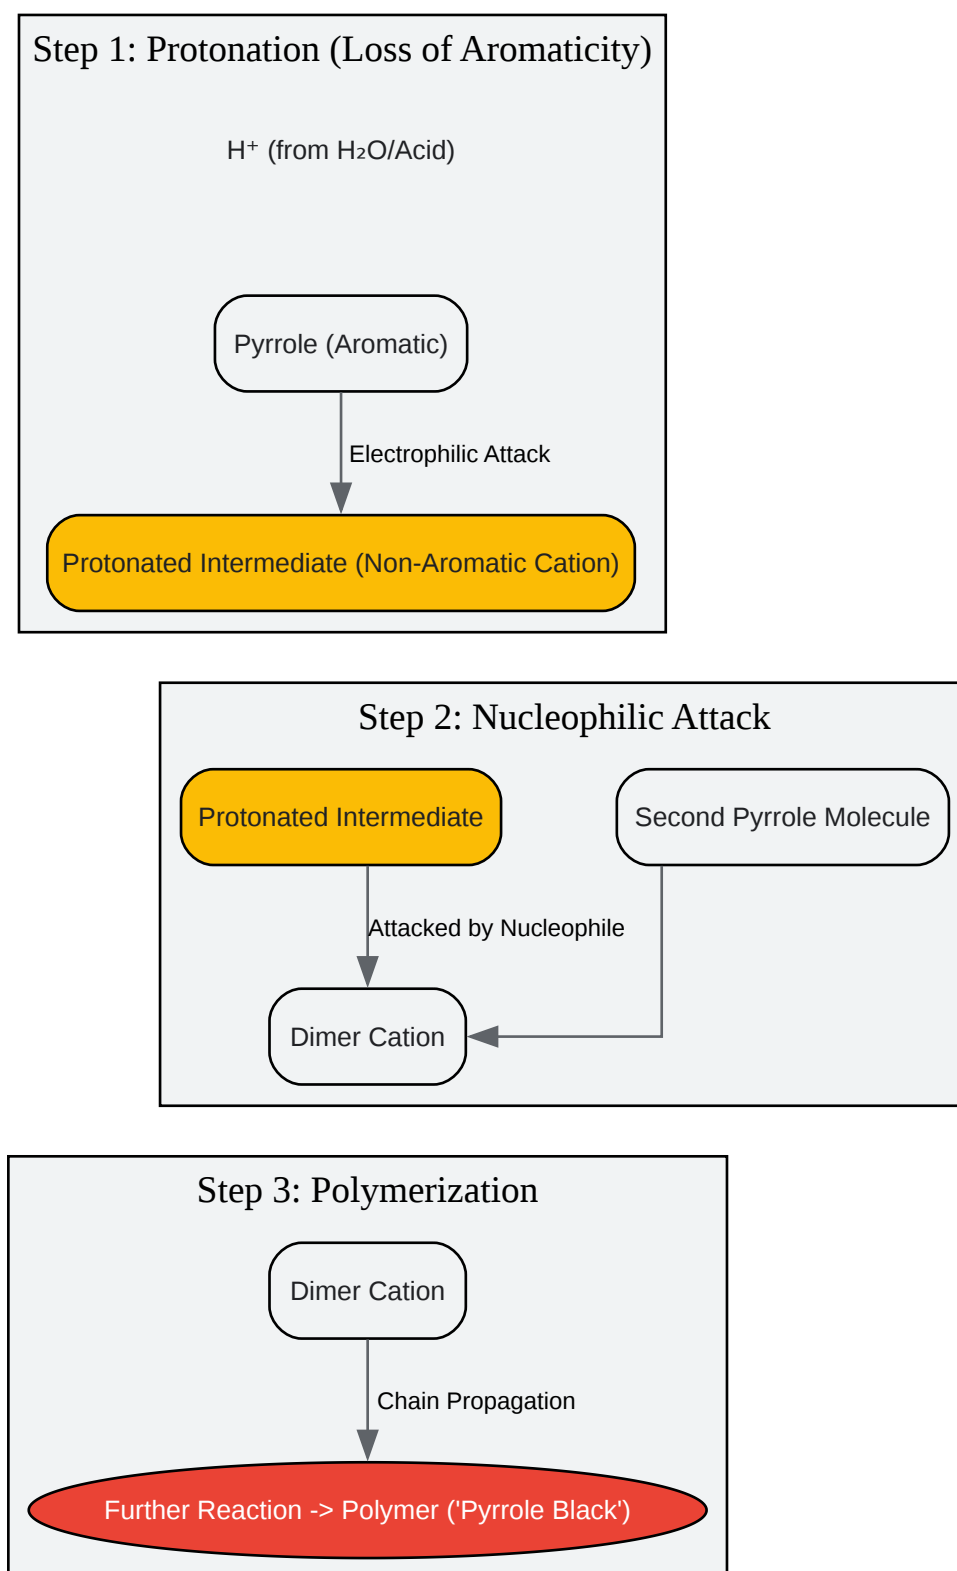 Step 1: Protonation (Loss of Aromaticity)
H⁺ (from H₂O/Acid)
Pyrrole (Aromatic)
Electrophilic Attack
Protonated Intermediate (Non-Aromatic Cation)
Step 2: Nucleophilic Attack
Protonated Intermediate
Second Pyrrole Molecule
Attacked by Nucleophile
Dimer Cation
Step 3: Polymerization
Dimer Cation
Chain Propagation
Further Reaction -> Polymer ('Pyrrole Black')